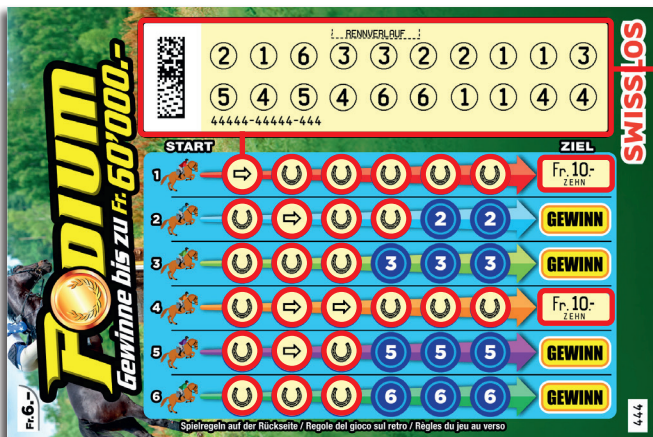 RENNVERLAUF
2 1 6 3 3 2 2 1 1 3
5 4 5 4 6 6 1 1 4 4
44444-44444-444
SWISSLOS
PODIUM
Gewinne bis zu Fr. 60'000.-
Fr. 6.-
START ZIEL
1 Fr. 10.-
ZEHN
2 2 2 GEWINN
3 3 3 3 GEWINN
4 Fr. 10.-
ZEHN
5 5 5 5 GEWINN
6 6 6 6 GEWINN
Spielregeln auf der Rückseite / Regole del gioco sul retro / Règles du jeu au verso
444